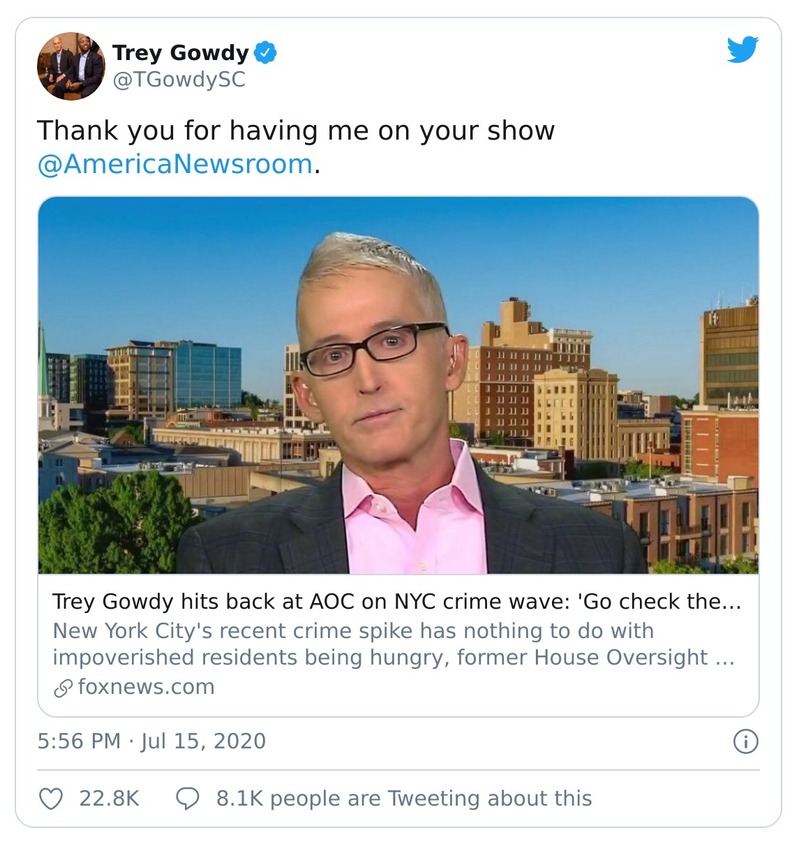 Trey Gowdy
@TGowdySC
Thank you for having me on your show
@AmericaNewsroom.
Trey Gowdy hits back at AOC on NYC crime wave: 'Go check the...
New York City's recent crime spike has nothing to do with
impoverished residents being hungry, former House Oversight ...
foxnews.com
5:56 PM · Jul 15, 2020
22.8K 8.1K people are Tweeting about this